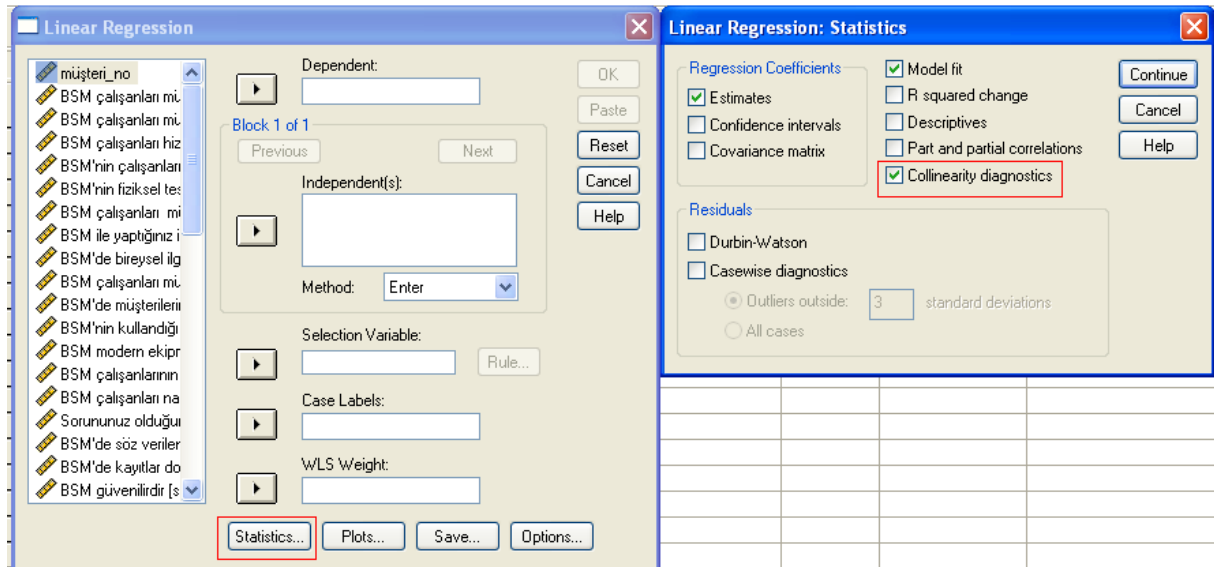 Linear Regression
müşteri_no
BSM çalışanları mü
BSM çalışanları mü
BSM çalışanları hiz
BSM'nin çalışanları
BSM'nin fiziksel tes
BSM çalışanları mi
BSM ile yaptığınız i
BSM'de bireysel ilg
BSM çalışanları mü
BSM'de müşterilerin
BSM'nin kullandığı
BSM modern ekipr
BSM çalışanlarının
BSM çalışanları na
Sorununuz olduğu
BSM'de söz veriler
BSM'de kayıtlar do
BSM güvenilirdir [s
Dependent:
Block 1 of 1
Previous
Next
Independent(s):
Method:
Enter
Selection Variable:
Rule...
Case Labels:
WLS Weight:
OK
Paste
Reset
Cancel
Help
Statistics...
Plots...
Save...
Options...
Linear Regression: Statistics
Regression Coefficients
Estimates
Confidence intervals
Covariance matrix
Model fit
R squared change
Descriptives
Part and partial correlations
Collinearity diagnostics
Continue
Cancel
Help
Residuals
Durbin-Watson
Casewise diagnostics
Outliers outside:
3
standard deviations
All cases